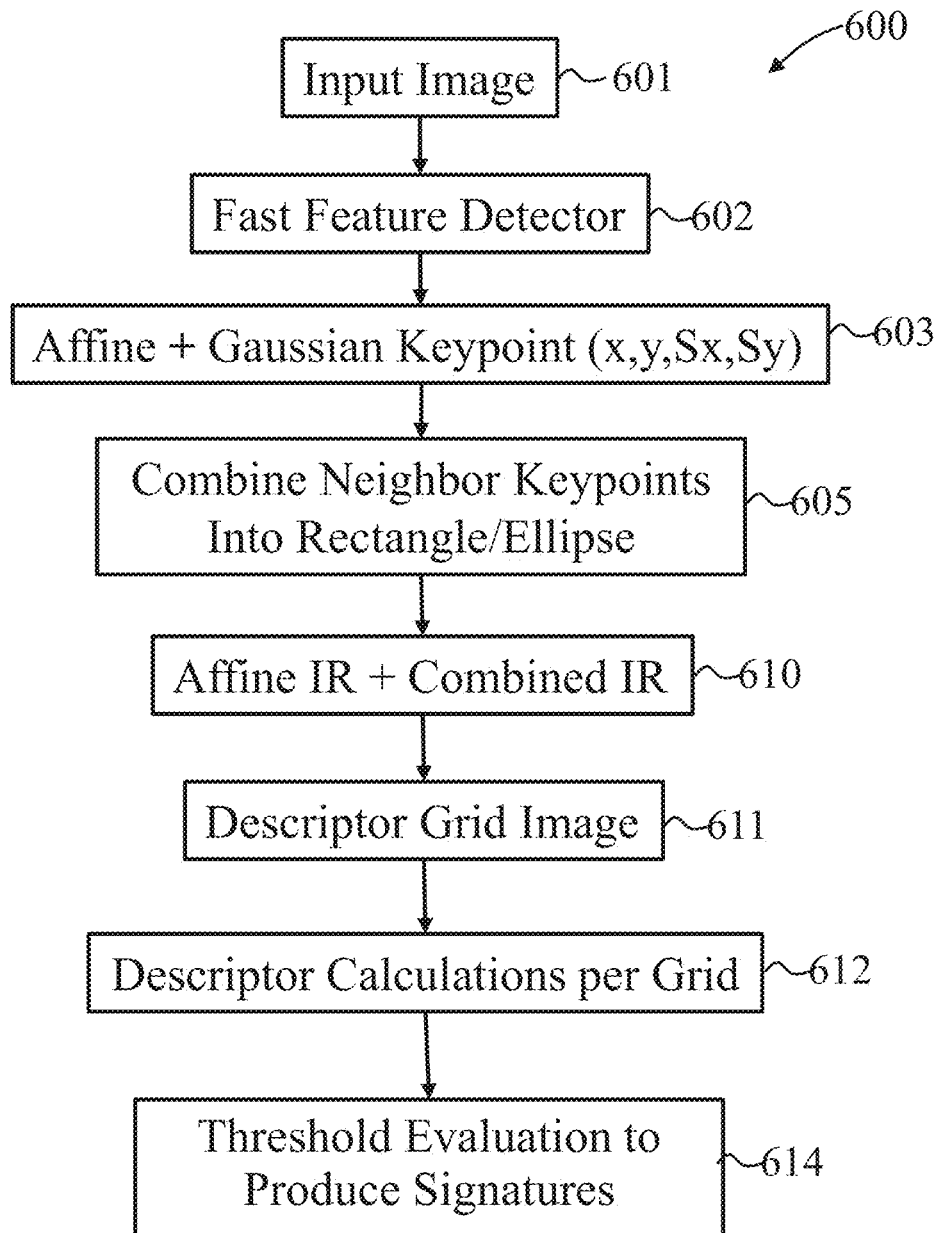 600
Input Image
601
Fast Feature Detector
602
Affine + Gaussian Keypoint (x,y,Sx,Sy)
603
Combine Neighbor Keypoints
Into Rectangle/Ellipse
605
Affine IR + Combined IR
610
Descriptor Grid Image
611
Descriptor Calculations per Grid
612
Threshold Evaluation to
Produce Signatures
614